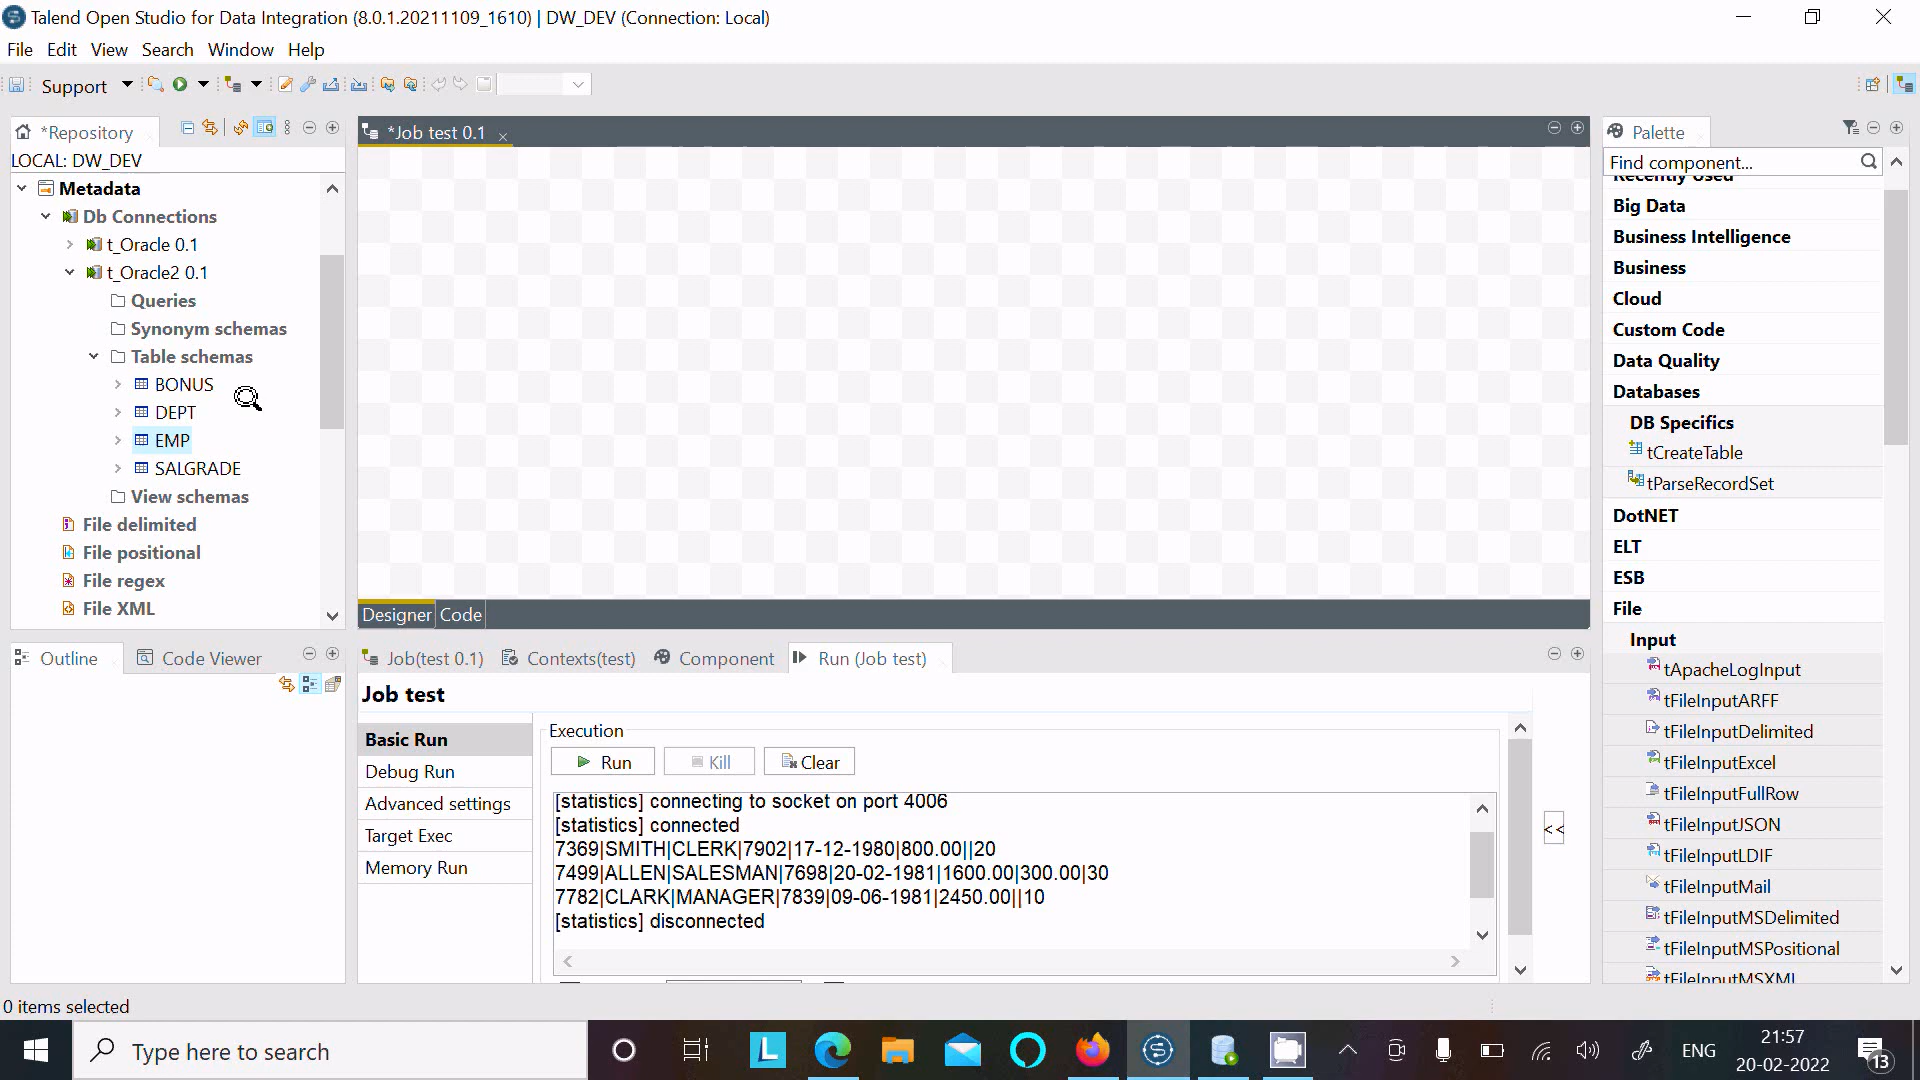 Talend Open Studio for Data Integration (8.0.1.20211109_1610) | DW_DEV (Connection: Local)
File Edit View Search Window Help
Support
*Repository
LOCAL: DW_DEV
Metadata
Db Connections
t_Oracle 0.1
t_Oracle2 0.1
Queries
Synonym schemas
Table schemas
BONUS
DEPT
EMP
SALGRADE
View schemas
File delimited
File positional
File regex
File XML
*Job test 0.1
Designer Code
Palette
Find component...
Recently Used
Big Data
Business Intelligence
Business
Cloud
Custom Code
Data Quality
Databases
DB Specifics
tCreateTable
tParseRecordSet
DotNET
ELT
ESB
File
Input
tApacheLogInput
tFileInputARFF
tFileInputDelimited
tFileInputExcel
tFileInputFullRow
tFileInputJSON
tFileInputLDIF
tFileInputMail
tFileInputMSDelimited
tFileInputMSPositional
tFileInputMSXML
Outline Code Viewer
Job(test 0.1) Contexts(test) Component Run (Job test)
Job test
Basic Run
Debug Run
Advanced settings
Target Exec
Memory Run
Execution
Run Kill Clear
[statistics] connecting to socket on port 4006
[statistics] connected
7369|SMITH|CLERK|7902|17-12-1980|800.00||20
7499|ALLEN|SALESMAN|7698|20-02-1981|1600.00|300.00|30
7782|CLARK|MANAGER|7839|09-06-1981|2450.00||10
[statistics] disconnected
<<
0 items selected
Type here to search
L
ENG
21:57
20-02-2022
13